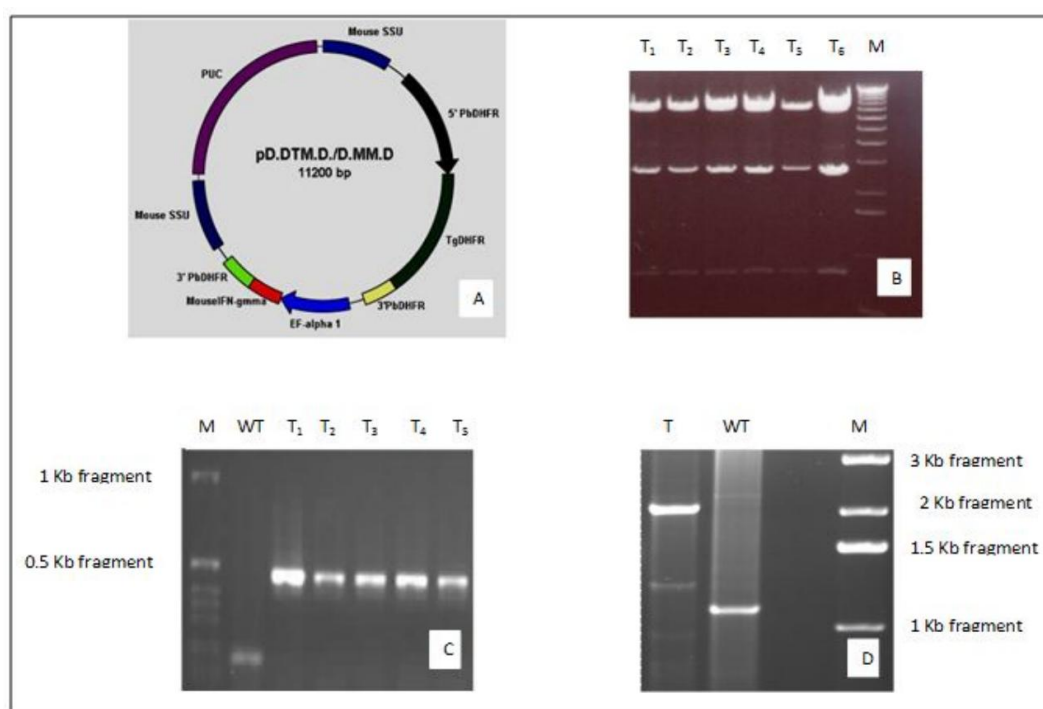 Mouse SSU
PUC
5' PbDHFR
pD.DTM.D./D.MM.D
11200 bp
Mouse SSU
TgDHFR
3' PbDHFR
MouseIFN-gmma
3'PbDHFR
EF-alpha 1
A
T1 T2 T3 T4 T5 T6 M
B
M WT T1 T2 T3 T4 T5
1 Kb fragment
0.5 Kb fragment
C
T WT M
3 Kb fragment
2 Kb fragment
1.5 Kb fragment
1 Kb fragment
D